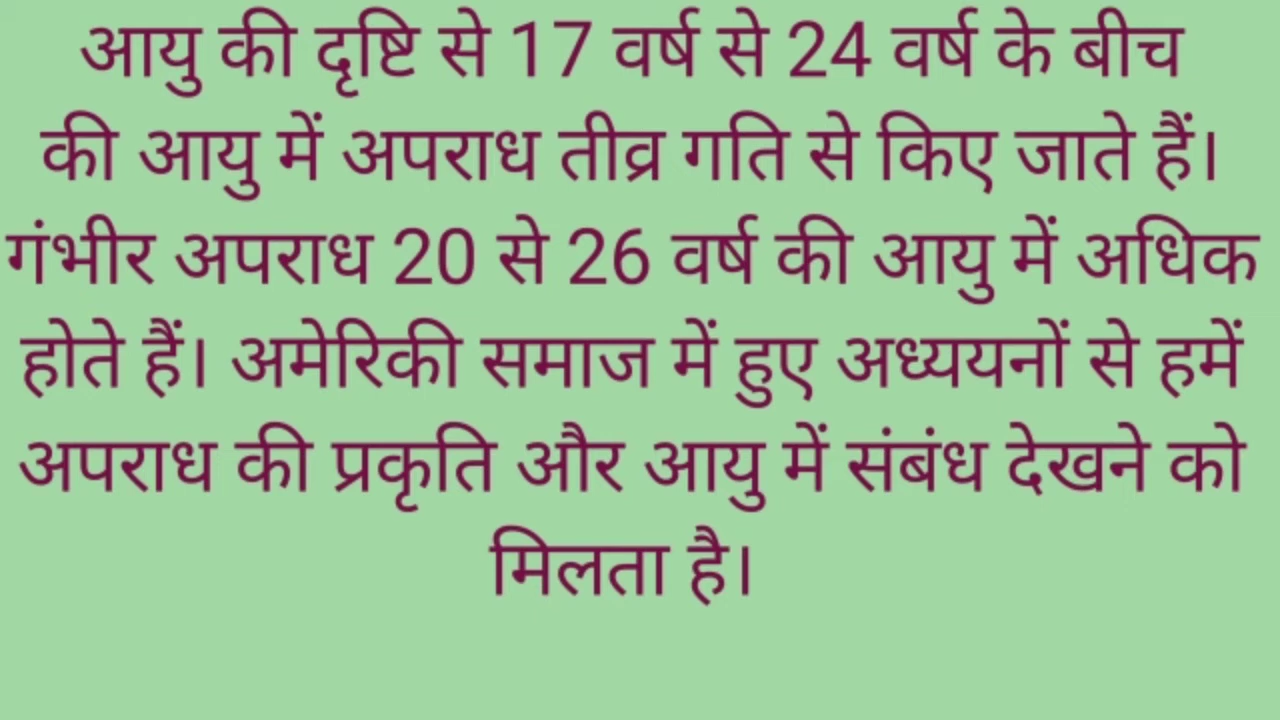 आयु की दृष्टि से 17 वर्ष से 24 वर्ष के बीच
की आयु में अपराध तीव्र गति से किए जाते हैं।
गंभीर अपराध 20 से 26 वर्ष की आयु में अधिक
होते हैं। अमेरिकी समाज में हुए अध्ययनों से हमें
अपराध की प्रकृति और आयु में संबंध देखने को
मिलता है।